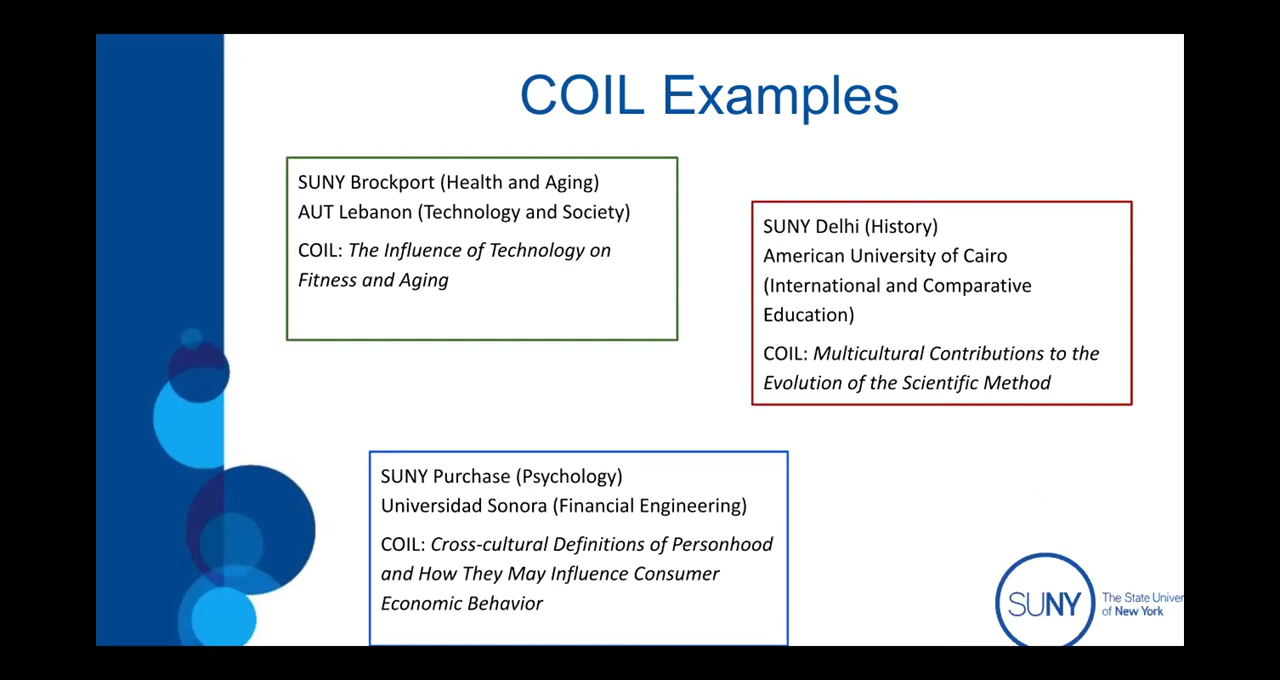 COIL Examples
SUNY Brockport (Health and Aging)
AUT Lebanon (Technology and Society)
COIL: The Influence of Technology on
Fitness and Aging
SUNY Delhi (History)
American University of Cairo
(International and Comparative
Education)
COIL: Multicultural Contributions to the
Evolution of the Scientific Method
SUNY Purchase (Psychology)
Universidad Sonora (Financial Engineering)
COIL: Cross-cultural Definitions of Personhood
and How They May Influence Consumer
Economic Behavior
SUNY
The State Univer
of New York